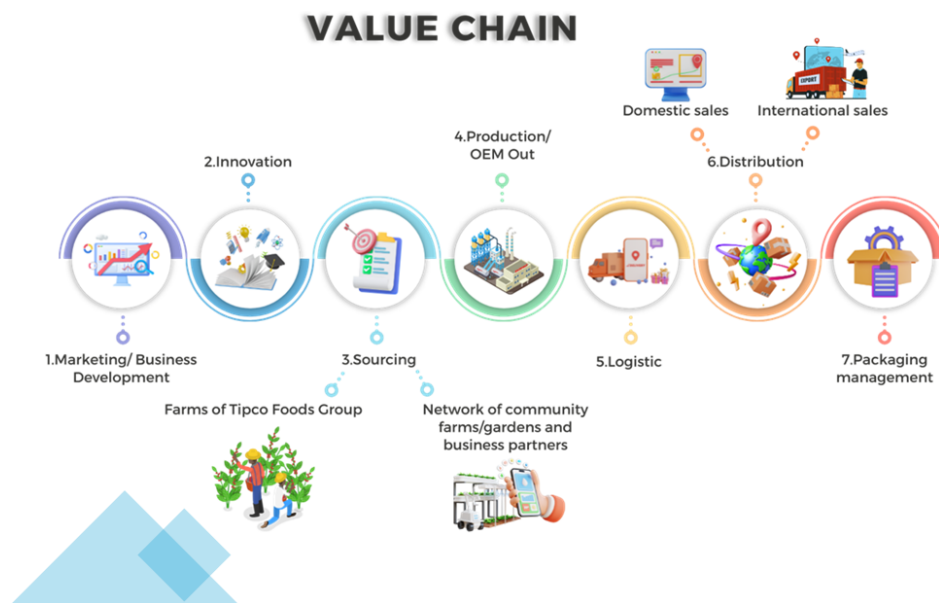 VALUE CHAIN
Domestic sales
EXPORT
International sales
4.Production/
OEM Out
2.Innovation
6.Distribution
1.Marketing/ Business
Development
3.Sourcing
5.Logistic
7.Packaging
management
Farms of Tipco Foods Group
Network of community
farms/gardens and
business partners